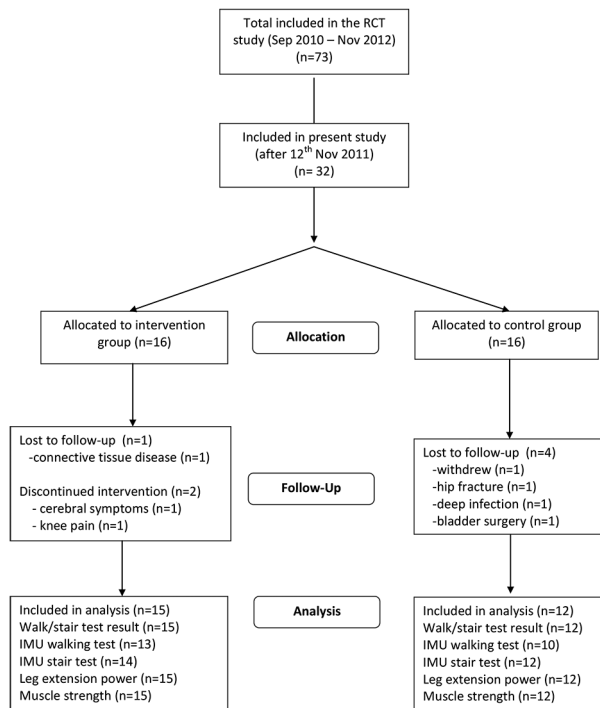 Total included in the RCT
study (Sep 2010 – Nov 2012)
(n=73)
Included in present study
(after 12th Nov 2011)
(n= 32)
Allocated to intervention
group (n=16)
Allocation
Allocated to control group
(n=16)
Lost to follow-up (n=1)
-connective tissue disease (n=1)
Discontinued intervention (n=2)
- cerebral symptoms (n=1)
- knee pain (n=1)
Follow-Up
Lost to follow-up (n=4)
-withdrew (n=1)
-hip fracture (n=1)
-deep infection (n=1)
-bladder surgery (n=1)
Included in analysis (n=15)
Walk/stair test result (n=15)
IMU walking test (n=13)
IMU stair test (n=14)
Leg extension power (n=15)
Muscle strength (n=15)
Analysis
Included in analysis (n=12)
Walk/stair test result (n=12)
IMU walking test (n=10)
IMU stair test (n=12)
Leg extension power (n=12)
Muscle strength (n=12)